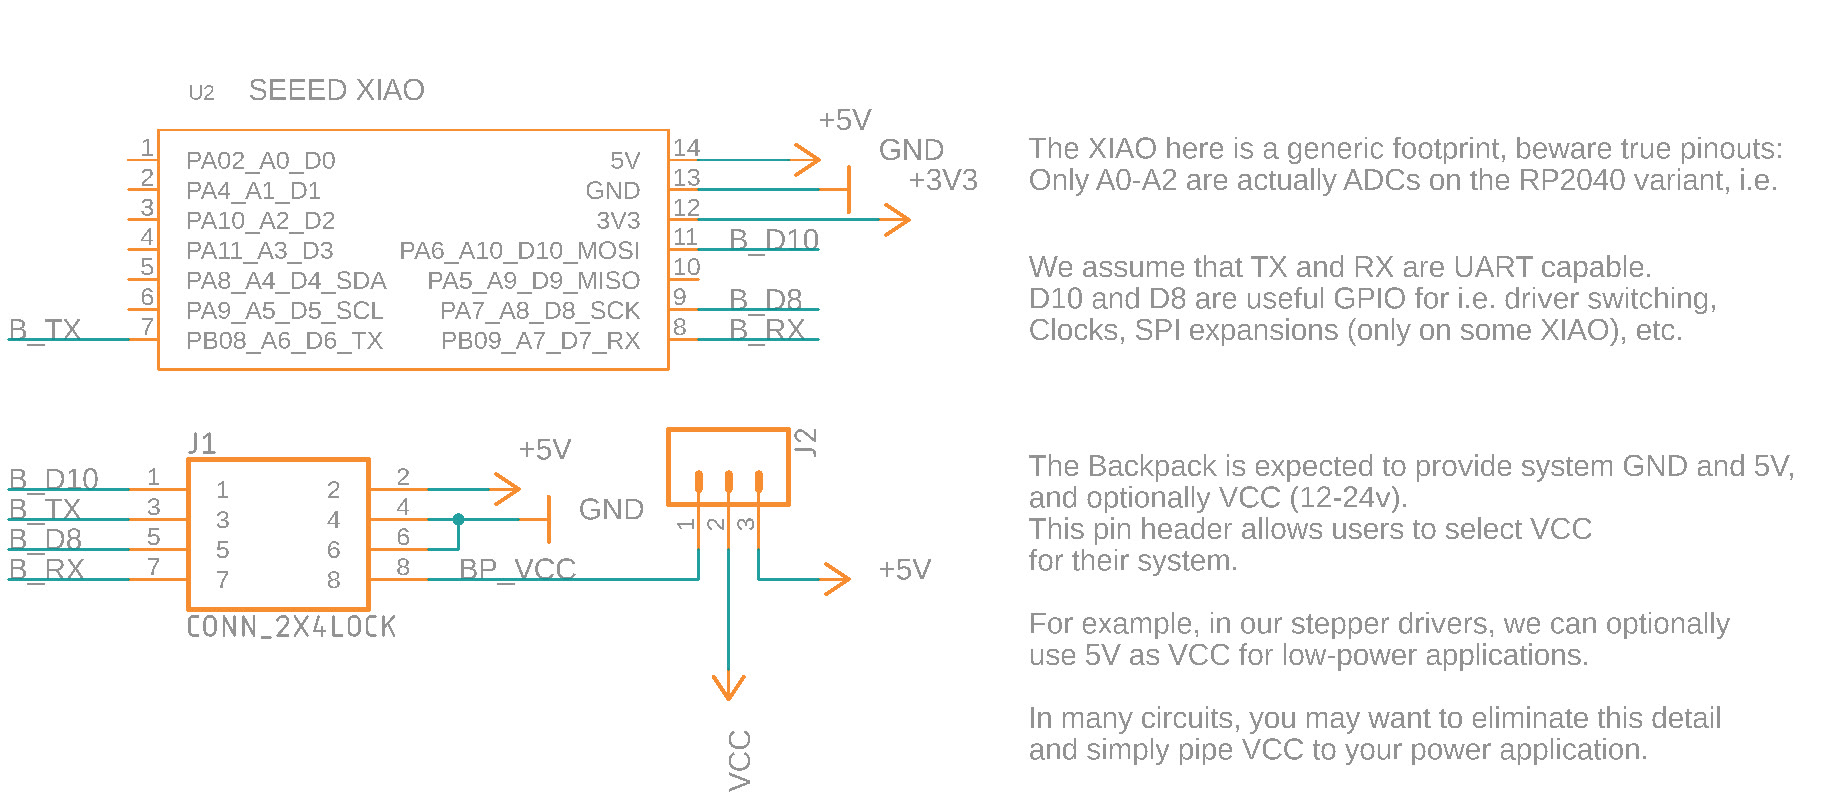 U2 SEEED XIAO
+5V
GND
+3V3
1 PA02_A0_D0 5V 14
2 PA4_A1_D1 GND 13
3 PA10_A2_D2 3V3 12
4 PA11_A3_D3 PA6_A10_D10_MOSI 11 B_D10
5 PA8_A4_D4_SDA PA5_A9_D9_MISO 10
6 PA9_A5_D5_SCL PA7_A8_D8_SCK 9 B_D8
B_TX 7 PB08_A6_D6_TX PB09_A7_D7_RX 8 B_RX
The XIAO here is a generic footprint, beware true pinouts:
Only A0-A2 are actually ADCs on the RP2040 variant, i.e.
We assume that TX and RX are UART capable.
D10 and D8 are useful GPIO for i.e. driver switching,
Clocks, SPI expansions (only on some XIAO), etc.
J1
+5V
GND
B_D10 1 1 2 2
B_TX 3 3 4 4
B_D8 5 5 6 6
B_RX 7 7 8 8 BP_VCC
CONN_2X4LOCK
J2
1 2 3
+5V
VCC
The Backpack is expected to provide system GND and 5V,
and optionally VCC (12-24v).
This pin header allows users to select VCC
for their system.
For example, in our stepper drivers, we can optionally
use 5V as VCC for low-power applications.
In many circuits, you may want to eliminate this detail
and simply pipe VCC to your power application.